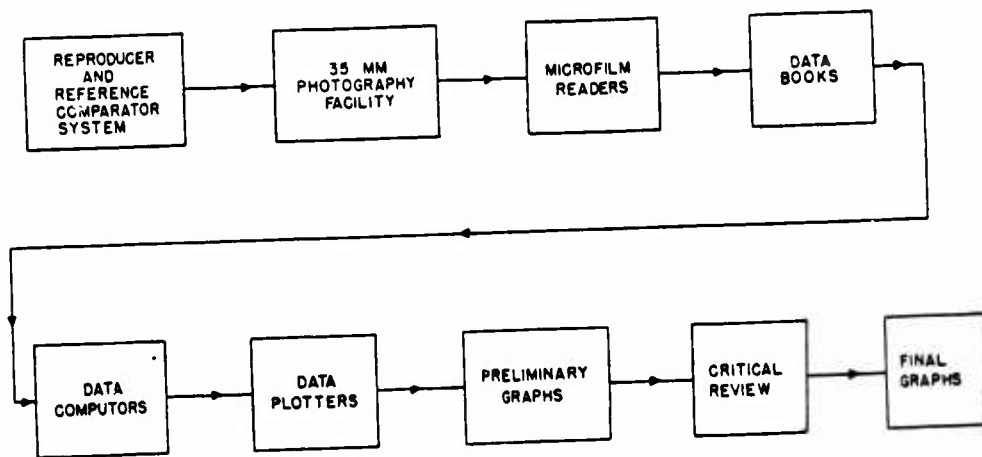 REPRODUCER
AND
REFERENCE
COMPARATOR
SYSTEM
35 MM
PHOTOGRAPHY
FACILITY
MICROFILM
READERS
DATA
BOOKS
DATA
COMPUTORS
DATA
PLOTTERS
PRELIMINARY
GRAPHS
CRITICAL
REVIEW
FINAL
GRAPHS